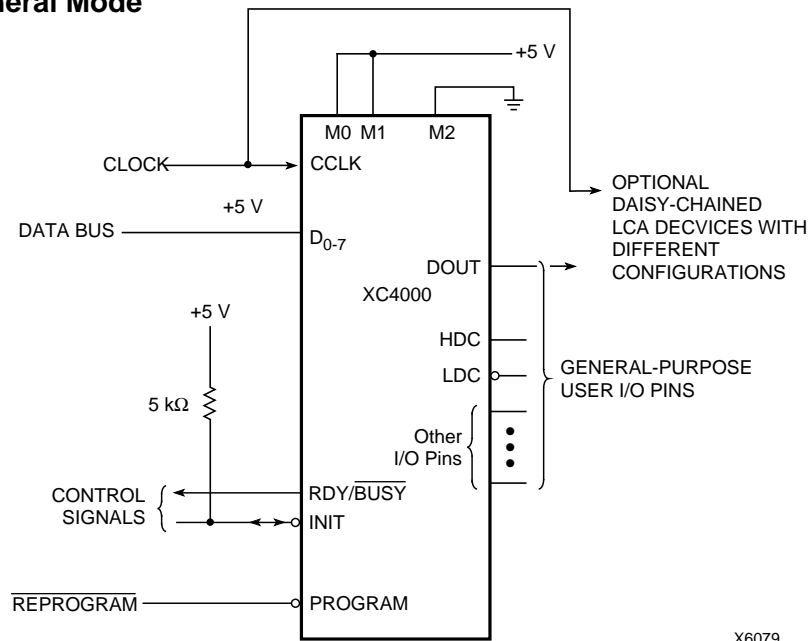 neral Mode
+5 V
M0 M1 M2
CLOCK CCLK
+5 V
DATA BUS D0-7
OPTIONAL
DAISY-CHAINED
LCA DECVICES WITH
DIFFERENT
CONFIGURATIONS
DOUT
XC4000
+5 V
HDC
LDC
GENERAL-PURPOSE
USER I/O PINS
5 kΩ
Other
I/O Pins
CONTROL
SIGNALS
RDY/BUSY
INIT
REPROGRAM PROGRAM
X6079